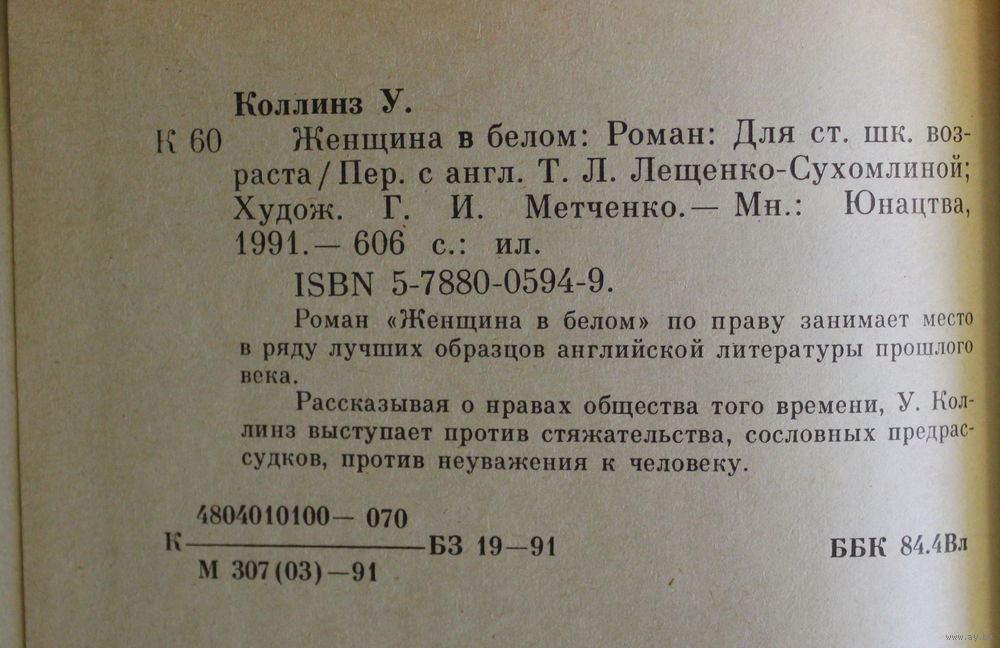 Коллинз У.
К 60 Женщина в белом: Роман: Для ст. шк. воз-
раста / Пер. с англ. Т. Л. Лещенко-Сухомлиной;
Худож. Г. И. Метченко. — Мн.: Юнацтва,
1991. — 606 с.: ил.
ISBN 5-7880-0594-9.
Роман «Женщина в белом» по праву занимает место
в ряду лучших образцов английской литературы прошлого
века.
Рассказывая о нравах общества того времени, У. Кол-
линз выступает против стяжательства, сословных предрас-
судков, против неуважения к человеку.
4804010100 — 070
К — БЗ 19—91 ББК 84.4Вл
М 307(03)—91